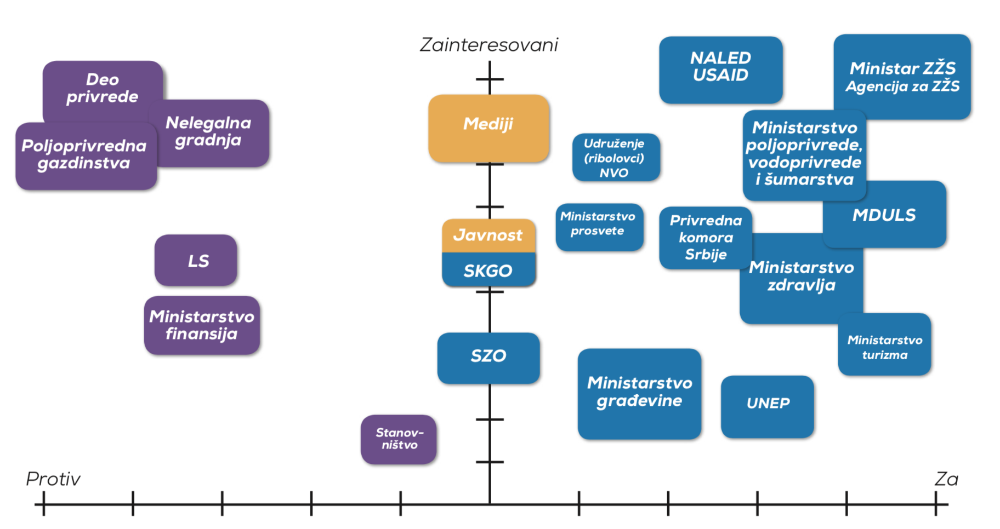 Zainteresovani
Deo
privrede
Nelegalna
gradnja
Poljoprivredna
gazdinstva
LS
Ministarstvo
finansija
Stanov-
ništvo
Mediji
Javnost
SKGO
SZO
NALED
USAID
Ministar ZŽS
Agencija za ZŽS
Udruženje
(ribolovci)
NVO
Ministarstvo
poljoprivrede,
vodoprivrede
i šumarstva
Ministarstvo
prosvete
Privredna
komora
Srbije
MDULS
Ministarstvo
zdravlja
Ministarstvo
turizma
Ministarstvo
građevine
UNEP
Protiv
Za